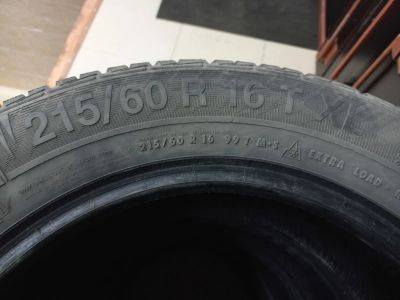 215/60 R 16 T XL
215/60 R 16 99 T M+S EXTRA LOAD